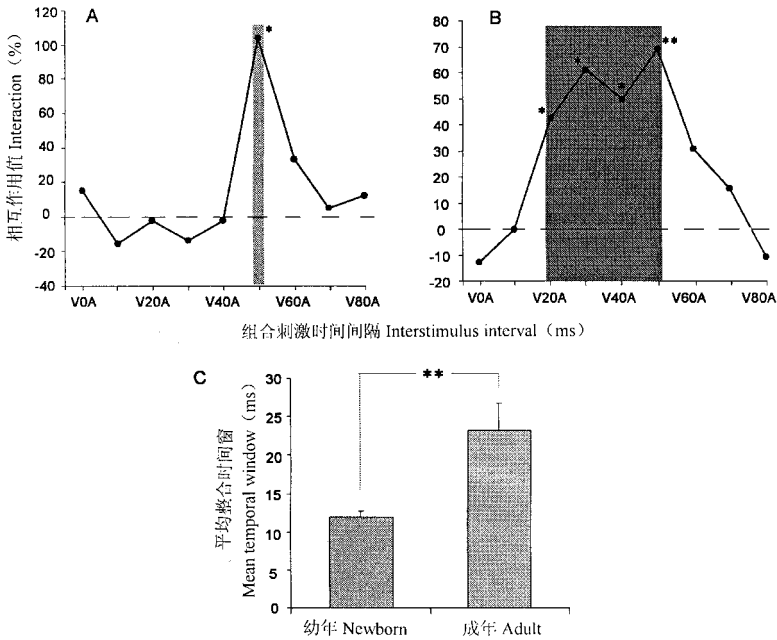 A
相互作用值 Interaction（%）
120
100
80
60
40
20
0
-20
-40
*
V0A V20A V40A V60A V80A
B
80
70
60
50
40
30
20
10
0
-10
-20
* * * **
V0A V20A V40A V60A V80A
组合刺激时间间隔 Interstimulus interval（ms）
C
平均整合时间窗
Mean temporal window（ms）
30
25
20
15
10
5
0
**
幼年 Newborn 成年 Adult